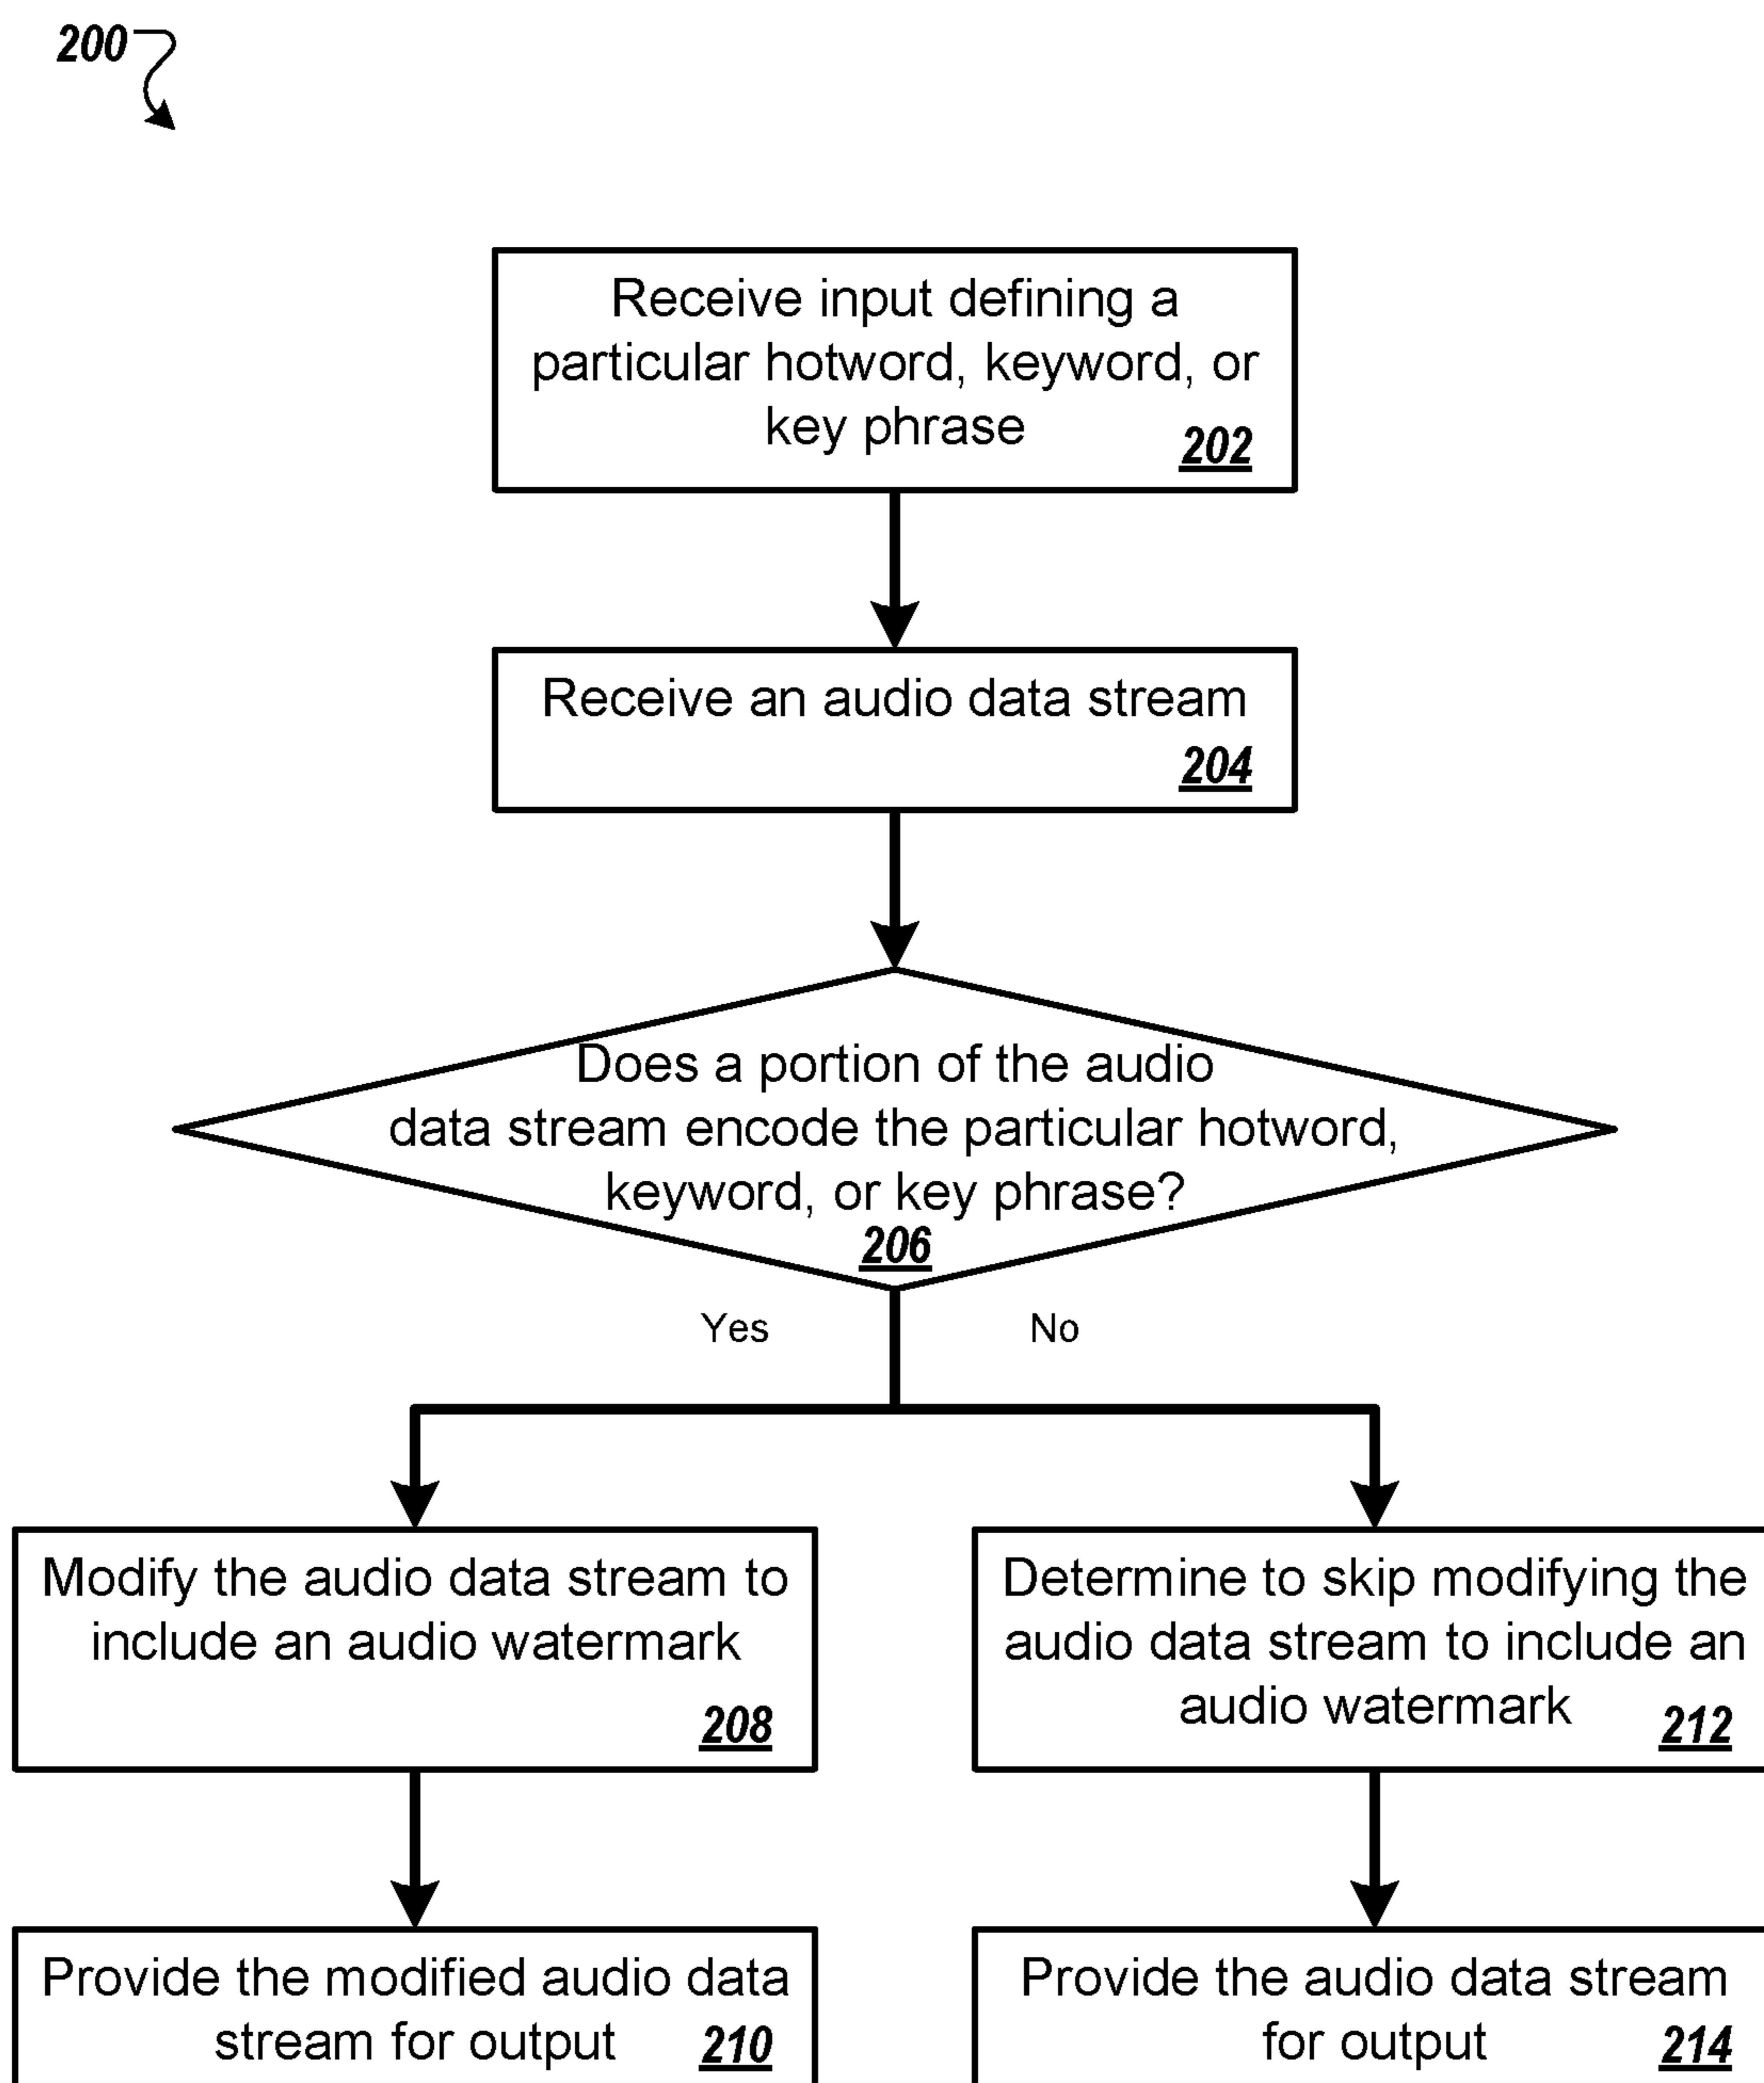 200
Receive input defining a
particular hotword, keyword, or
key phrase 202
Receive an audio data stream
204
Does a portion of the audio
data stream encode the particular hotword,
keyword, or key phrase?
206
Yes No
Modify the audio data stream to
include an audio watermark
208
Determine to skip modifying the
audio data stream to include an
audio watermark 212
Provide the modified audio data
stream for output 210
Provide the audio data stream
for output 214